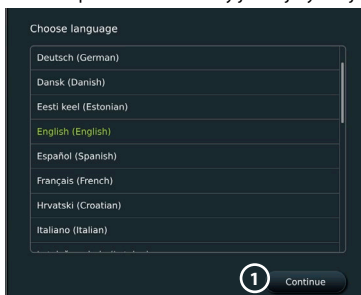 Choose language
Deutsch (German)
Dansk (Danish)
Eesti keel (Estonian)
English (English)
Español (Spanish)
Français (French)
Hrvatski (Croatian)
Italiano (Italian)
1 Continue